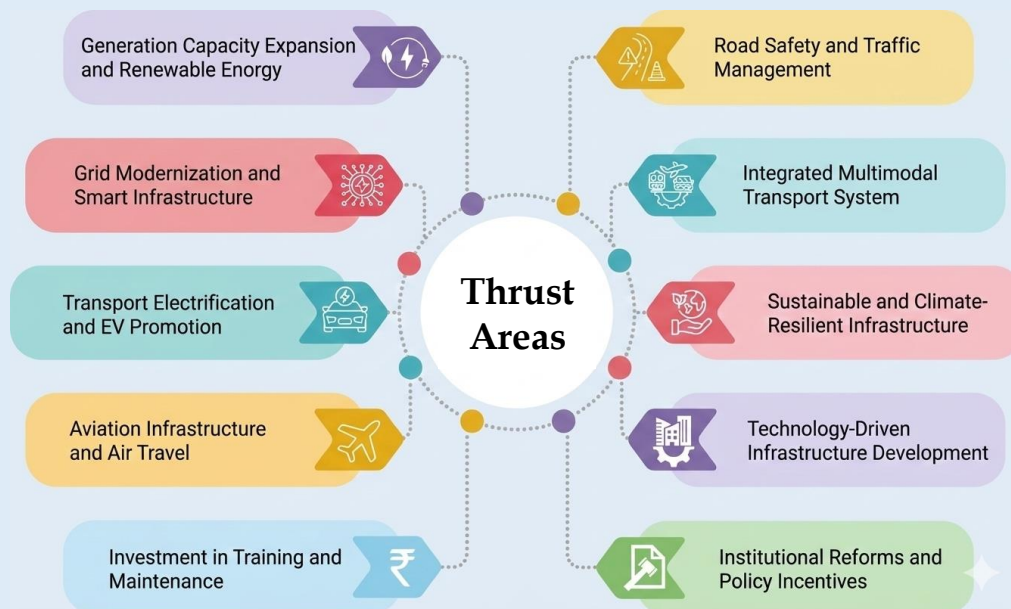 Generation Capacity Expansion
and Renewable Energy
Grid Modernization and
Smart Infrastructure
Transport Electrification
and EV Promotion
Aviation Infrastructure
and Air Travel
Investment in Training and
Maintenance
₹
Thrust
Areas
Road Safety and Traffic
Management
Integrated Multimodal
Transport System
Sustainable and Climate-
Resilient Infrastructure
Technology-Driven
Infrastructure Development
Institutional Reforms and
Policy Incentives